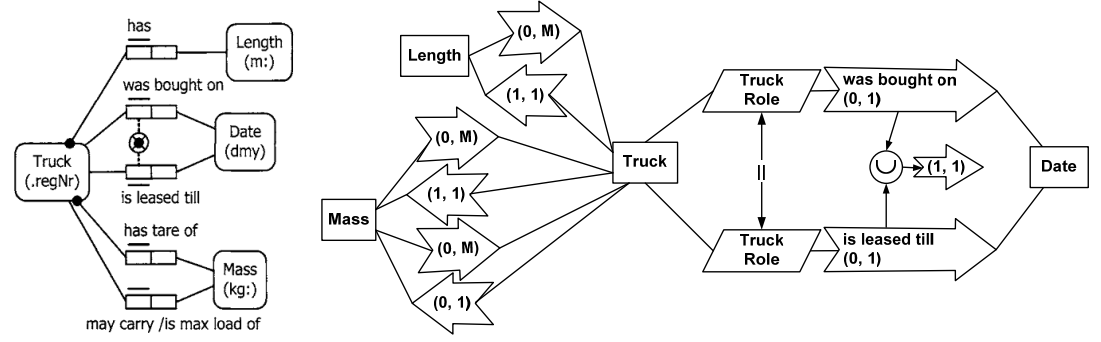 has
Length
(m:)
was bought on
Date
(dmy)
Truck
(.regNr)
is leased till
has tare of
Mass
(kg:)
may carry /is max load of
(0, M)
Length
(1, 1)
(0, M)
(1, 1)
Mass
(0, M)
(0, 1)
Truck
Truck
Role
was bought on
(0, 1)
=
(1, 1)
Date
Truck
Role
is leased till
(0, 1)